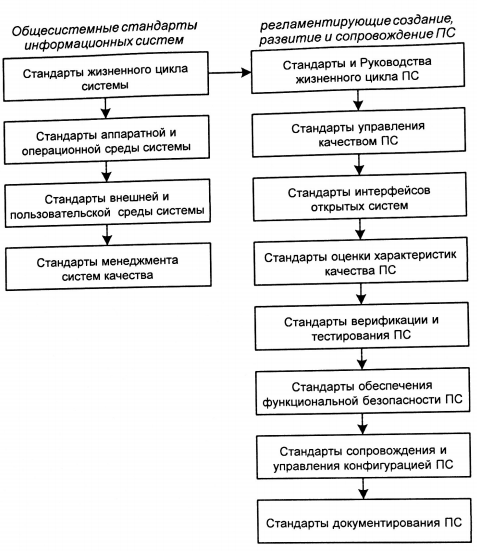 Общесистемные стандарты
информационных систем
Стандарты жизненного цикла
системы
Стандарты аппаратной и
операционной среды системы
Стандарты внешней и
пользовательской среды системы
Стандарты менеджмента
систем качества
регламентирующие создание,
развитие и сопровождение ПС
Стандарты и Руководства
жизненного цикла ПС
Стандарты управления
качеством ПС
Стандарты интерфейсов
открытых систем
Стандарты оценки характеристик
качества ПС
Стандарты верификации и
тестирования ПС
Стандарты обеспечения
функциональной безопасности ПС
Стандарты сопровождения и
управления конфигурацией ПС
Стандарты документирования ПС